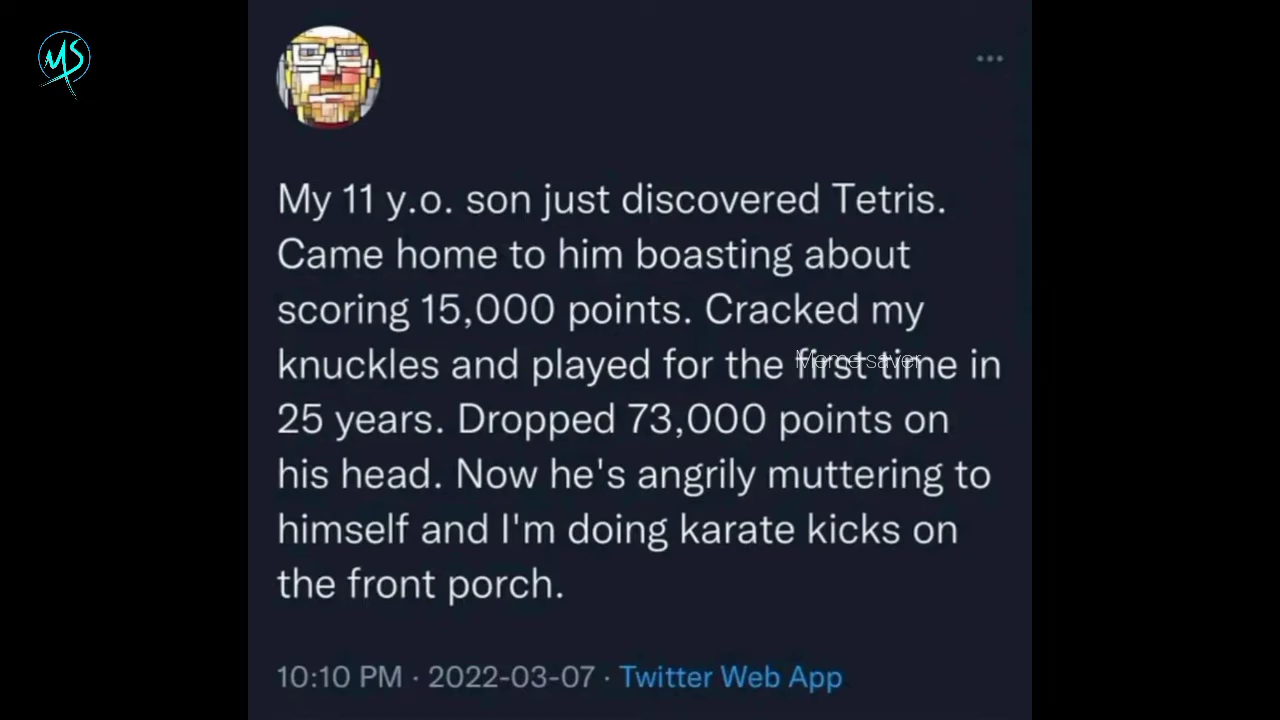 MS
My 11 y.o. son just discovered Tetris.
Came home to him boasting about
scoring 15,000 points. Cracked my
knuckles and played for the first time in
25 years. Dropped 73,000 points on
his head. Now he's angrily muttering to
himself and I'm doing karate kicks on
the front porch.
Meme saver
10:10 PM · 2022-03-07 · Twitter Web App